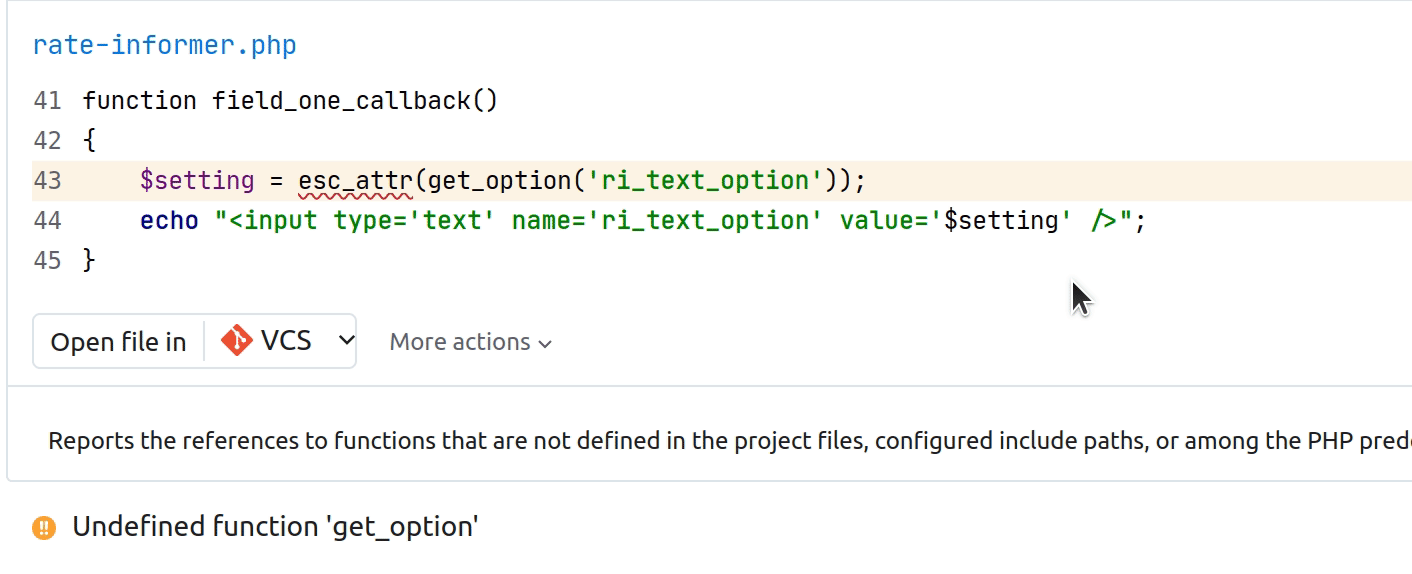 rate-informer.php
41 function field_one_callback()
42 {
43     $setting = esc_attr(get_option('ri_text_option'));
44     echo "<input type='text' name='ri_text_option' value='$setting' />";
45 }
Open file in VCS More actions
Reports the references to functions that are not defined in the project files, configured include paths, or among the PHP
Undefined function 'get_option'